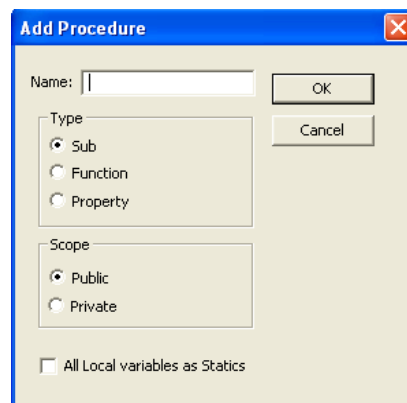 Add Procedure
Name:
OK
Type
Cancel
Sub
Function
Property
Scope
Public
Private
All Local variables as Statics